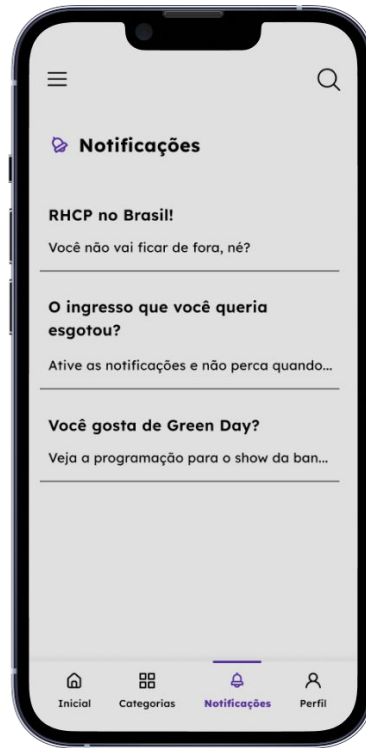 Notificações
RHCP no Brasil!
Você não vai ficar de fora, né?
O ingresso que você queria
esgotou?
Ative as notificações e não perca quando...
Você gosta de Green Day?
Veja a programação para o show da ban...
Inicial
Categorias
Notificações
Perfil